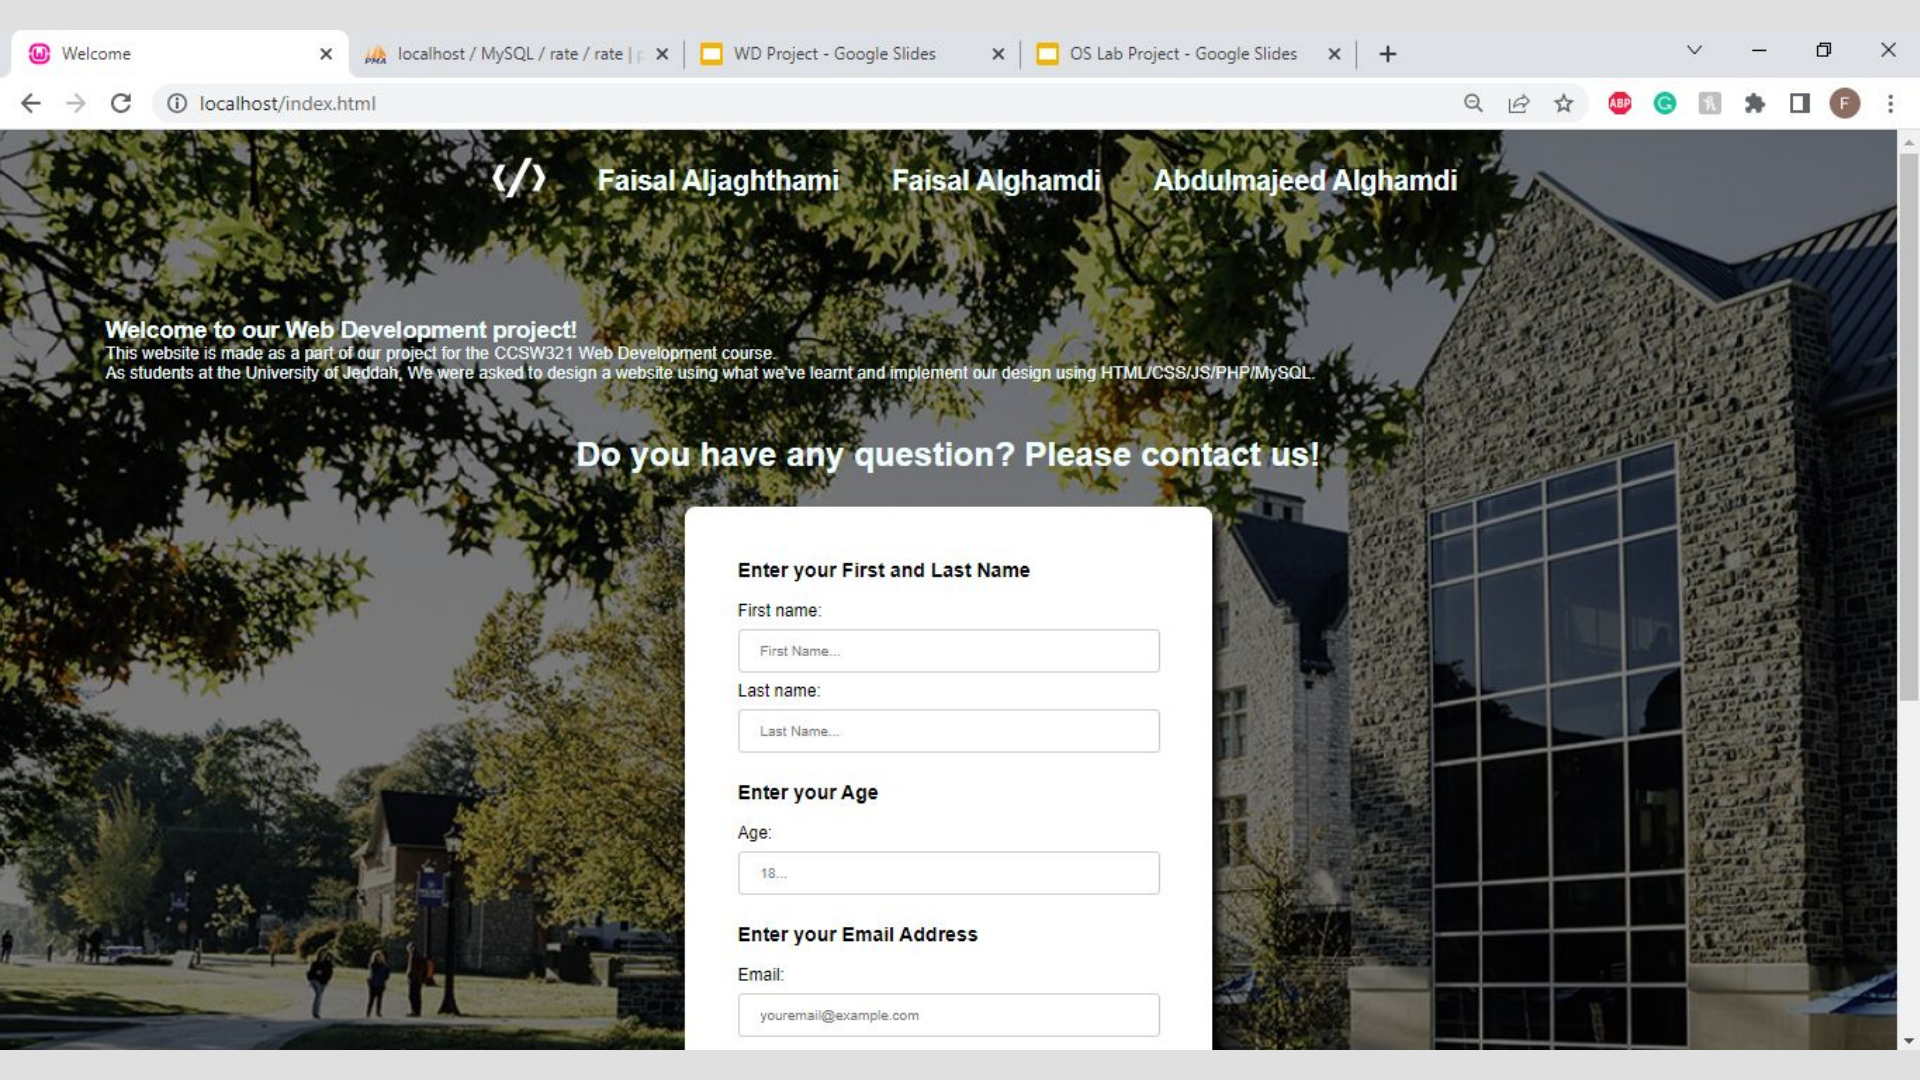 Welcome
localhost / MySQL / rate / rate |
WD Project - Google Slides
OS Lab Project - Google Slides
localhost/index.html
ABP
F
</> Faisal Aljaghthami Faisal Alghamdi Abdulmajeed Alghamdi
Welcome to our Web Development project!
This website is made as a part of our project for the CCSW321 Web Development course.
As students at the University of Jeddah, We were asked to design a website using what we've learnt and implement our design using HTML/CSS/JS/PHP/MySQL.
Do you have any question? Please contact us!
Enter your First and Last Name
First name:
First Name...
Last name:
Last Name...
Enter your Age
Age:
18...
Enter your Email Address
Email:
youremail@example.com